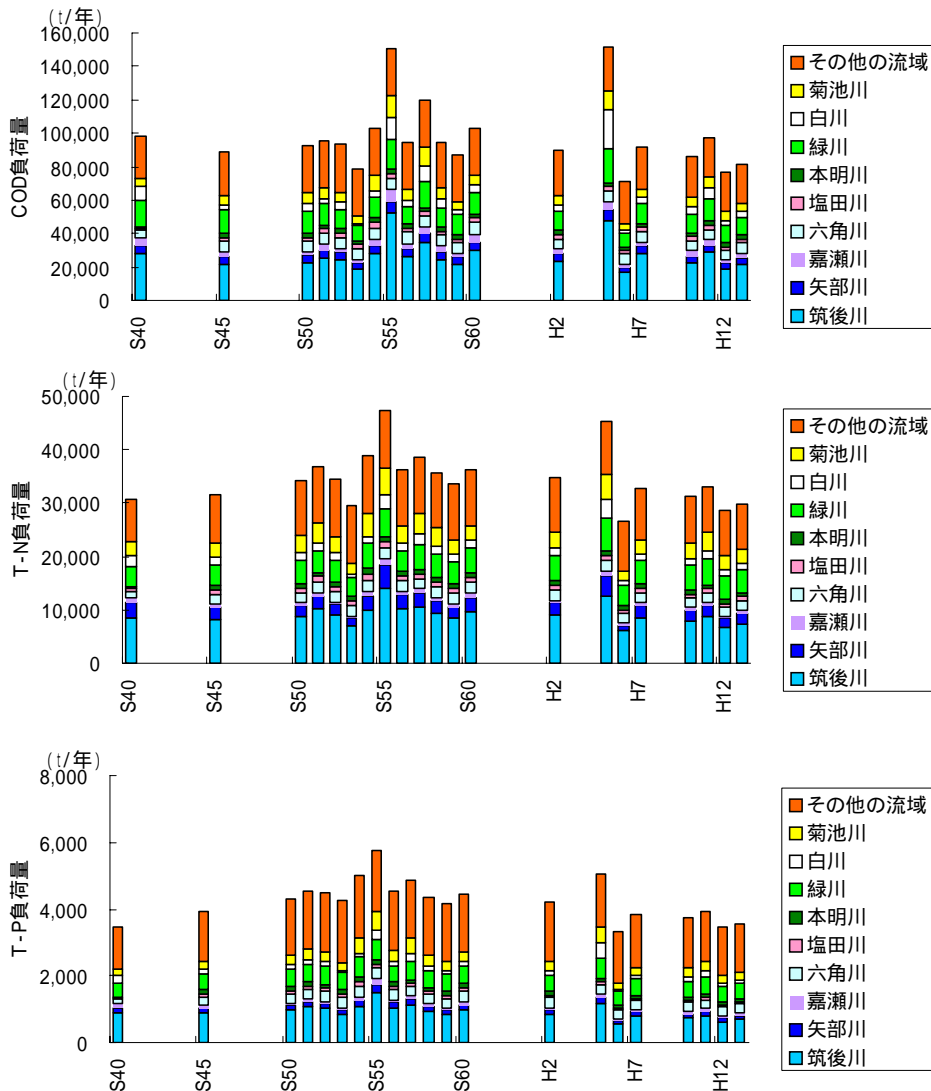 (t/年)
COD負荷量
160,000
140,000
120,000
100,000
80,000
60,000
40,000
20,000
0
S40
S45
S50
S55
S60
H2
H7
H12
その他の流域
菊池川
白川
緑川
本明川
塩田川
六角川
嘉瀬川
矢部川
筑後川
(t/年)
T-N負荷量
50,000
40,000
30,000
20,000
10,000
0
S40
S45
S50
S55
S60
H2
H7
H12
その他の流域
菊池川
白川
緑川
本明川
塩田川
六角川
嘉瀬川
矢部川
筑後川
(t/年)
T-P負荷量
8,000
6,000
4,000
2,000
0
S40
S45
S50
S55
S60
H2
H7
H12
その他の流域
菊池川
白川
緑川
本明川
塩田川
六角川
嘉瀬川
矢部川
筑後川